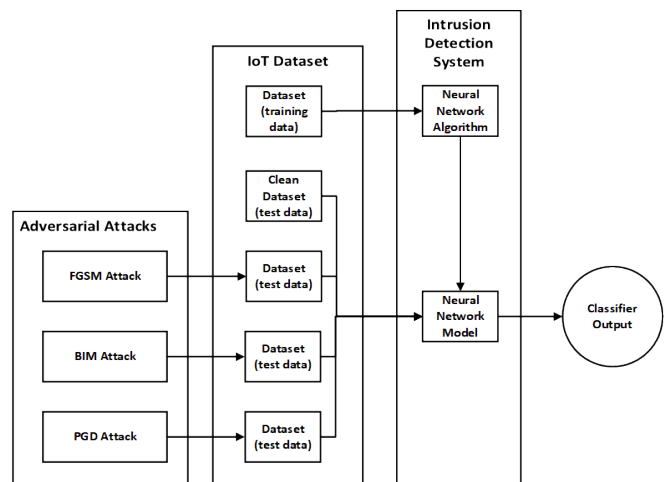 Intrusion
Detection
System
IoT Dataset
Dataset
(training
data)
Neural
Network
Algorithm
Clean
Dataset
(test data)
Adversarial Attacks
FGSM Attack
Dataset
(test data)
Neural
Network
Model
Classifier
Output
BIM Attack
Dataset
(test data)
PGD Attack
Dataset
(test data)